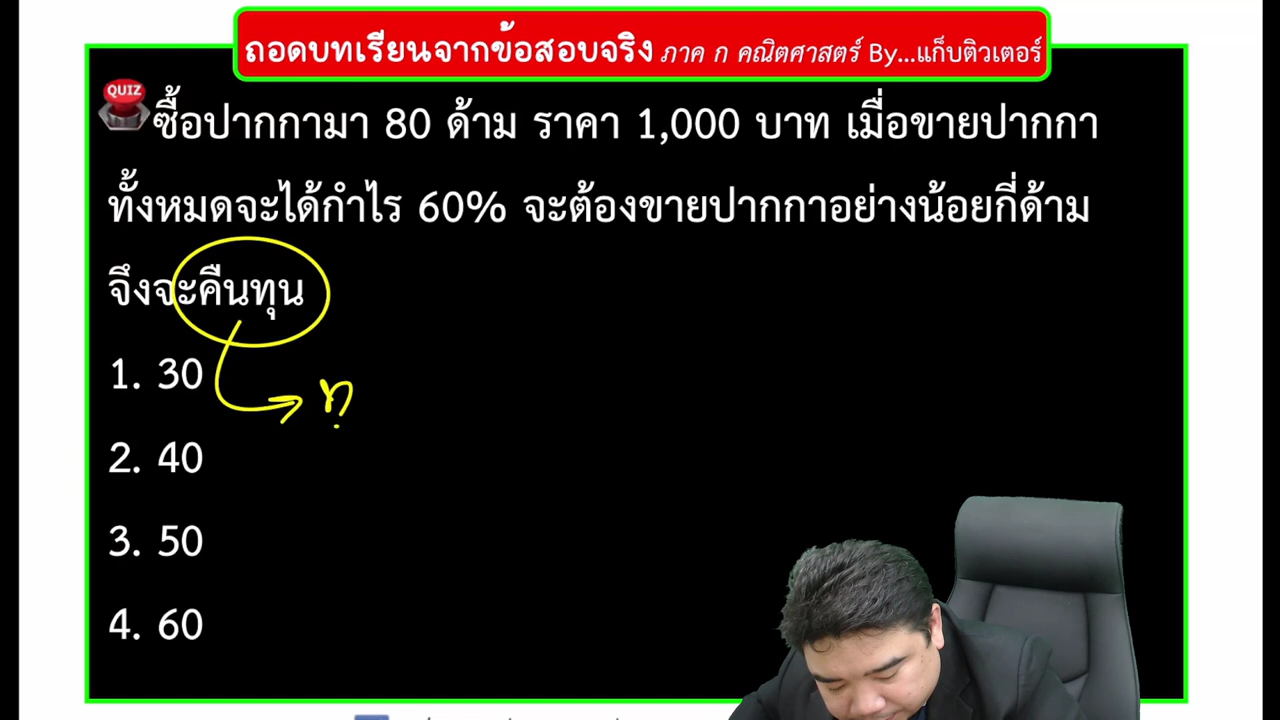 ถอดบทเรียนจากข้อสอบจริง ภาค ก คณิตศาสตร์ By...แก็บติวเตอร์
QUIZ
ซื้อปากกามา 80 ด้าม ราคา 1,000 บาท เมื่อขายปากกา
ทั้งหมดจะได้กำไร 60% จะต้องขายปากกาอย่างน้อยกี่ด้าม
จึงจะคืนทุน
1. 30
2. 40
3. 50
4. 60